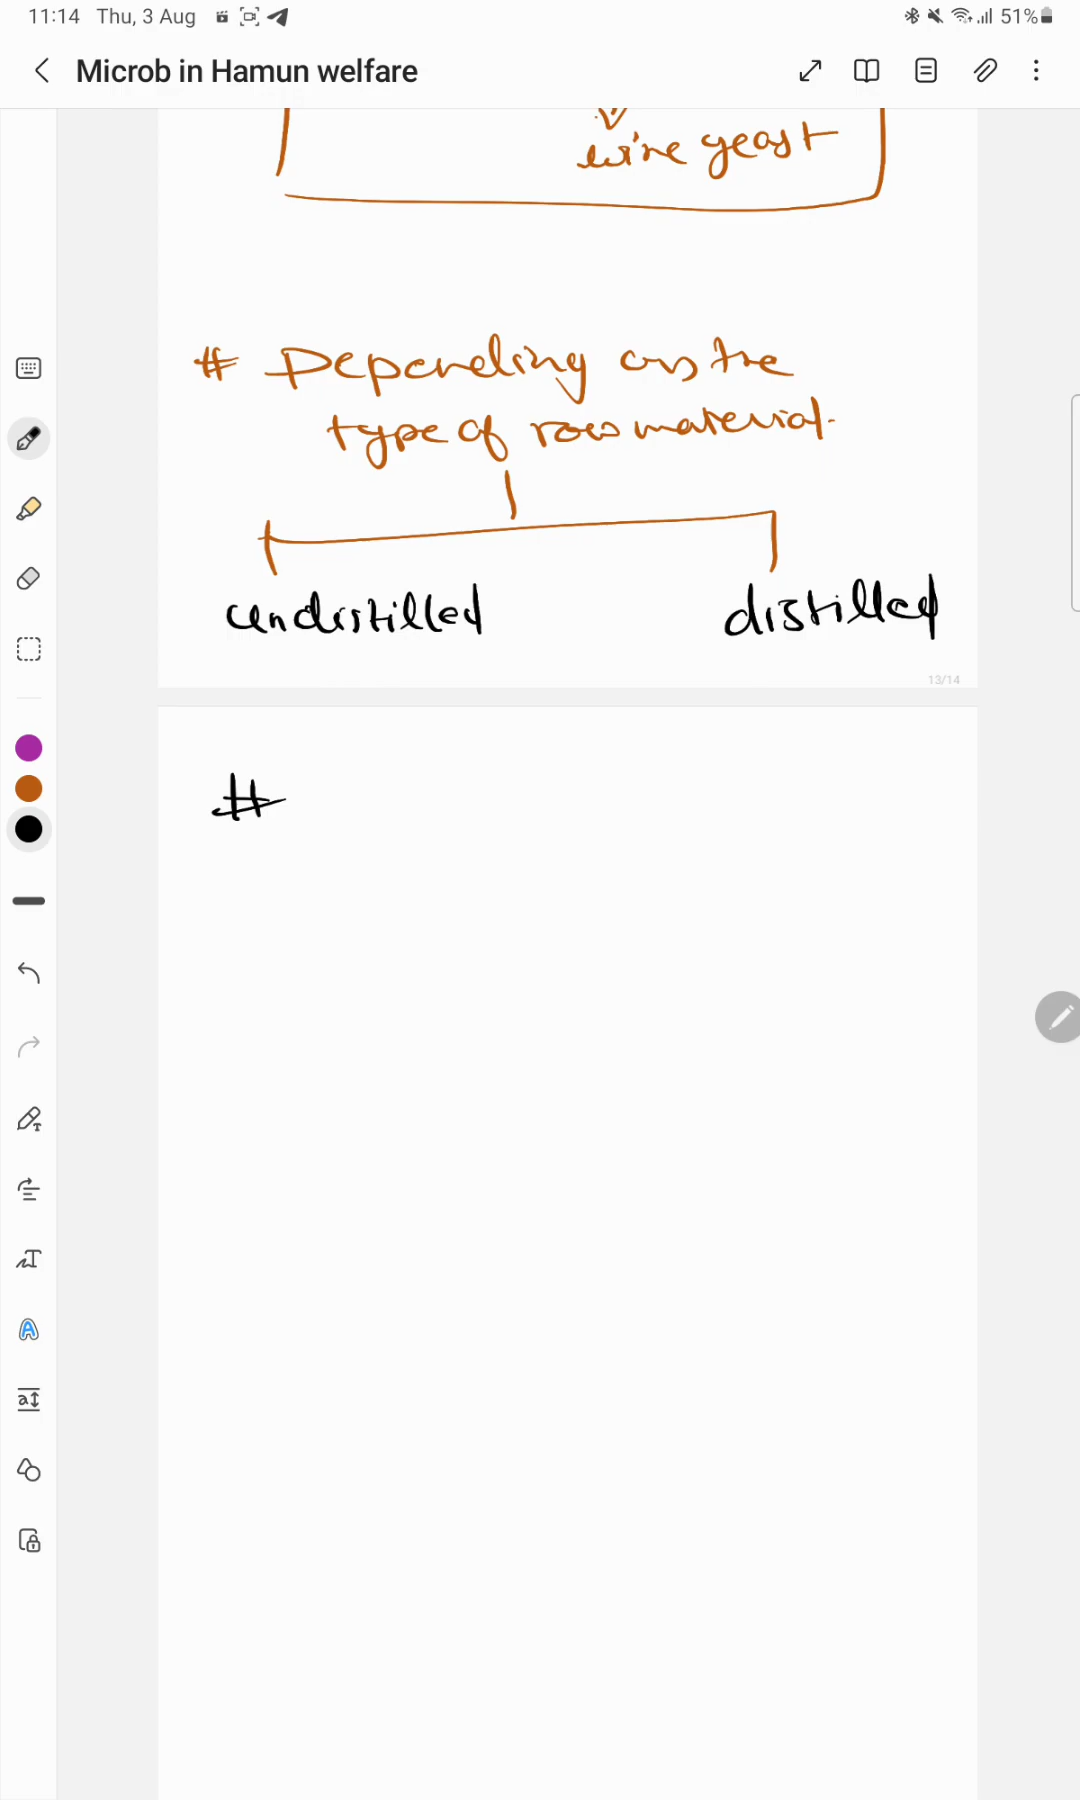 11:14 Thu, 3 Aug 51%
Microb in Hamun welfare
wine yeast
# Depending on the
type of raw material.
undistilled distilled
13/14
#